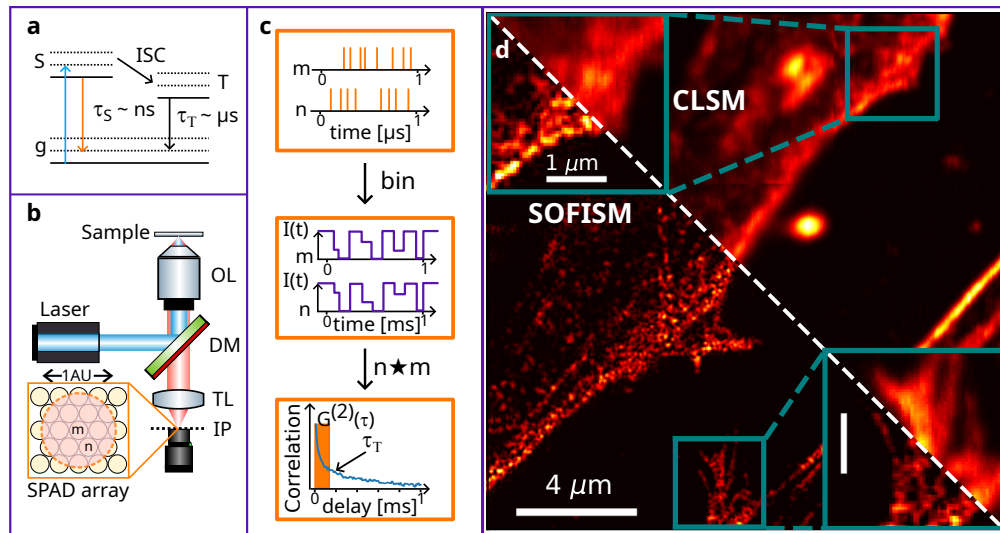 a
S
ISC
T
τS ~ ns
τT ~ μs
g
b
Sample
OL
Laser
DM
1AU
TL
m
n
IP
SPAD array
c
m
0
1
n
0
1
time [μs]
bin
I(t)
m
0
1
I(t)
n
0
1
time [ms]
n★m
Correlation
G(2)(τ)
τT
0
1
delay [ms]
d
CLSM
1 μm
SOFISM
4 μm